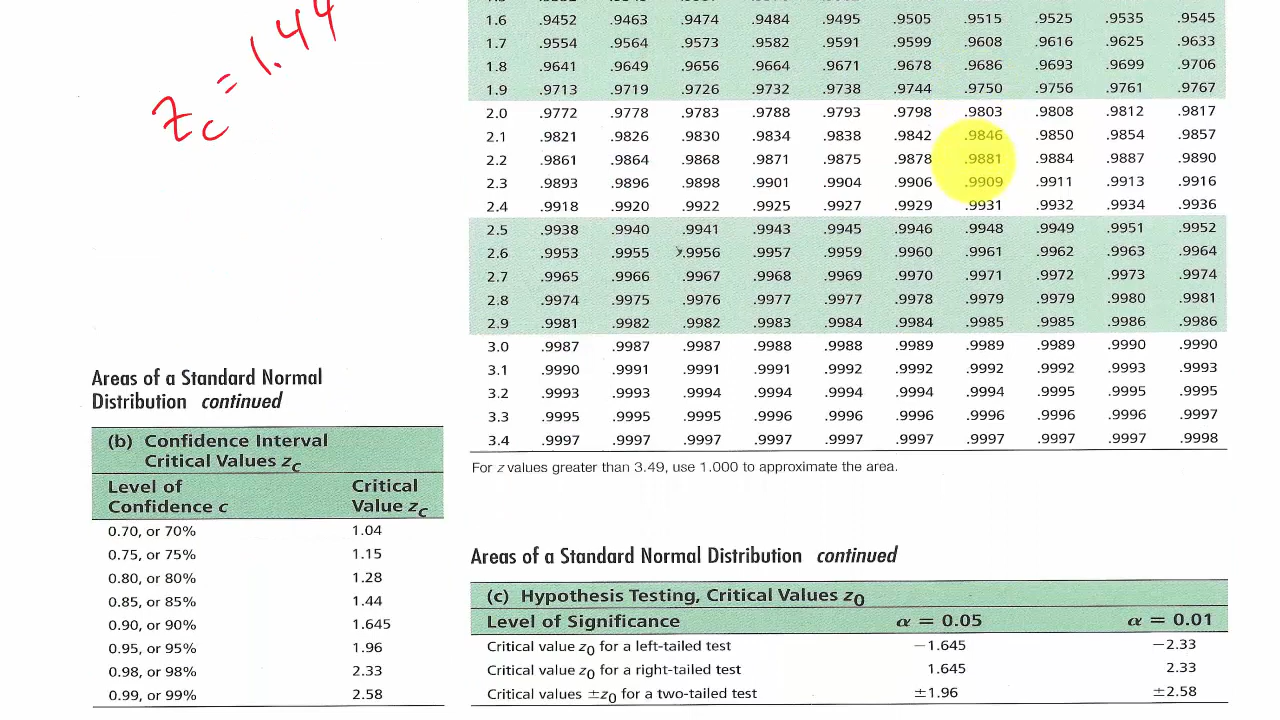 zc = 1.44
1.6 .9452 .9463 .9474 .9484 .9495 .9505 .9515 .9525 .9535 .9545
1.7 .9554 .9564 .9573 .9582 .9591 .9599 .9608 .9616 .9625 .9633
1.8 .9641 .9649 .9656 .9664 .9671 .9678 .9686 .9693 .9699 .9706
1.9 .9713 .9719 .9726 .9732 .9738 .9744 .9750 .9756 .9761 .9767
2.0 .9772 .9778 .9783 .9788 .9793 .9798 .9803 .9808 .9812 .9817
2.1 .9821 .9826 .9830 .9834 .9838 .9842 .9846 .9850 .9854 .9857
2.2 .9861 .9864 .9868 .9871 .9875 .9878 .9881 .9884 .9887 .9890
2.3 .9893 .9896 .9898 .9901 .9904 .9906 .9909 .9911 .9913 .9916
2.4 .9918 .9920 .9922 .9925 .9927 .9929 .9931 .9932 .9934 .9936
2.5 .9938 .9940 .9941 .9943 .9945 .9946 .9948 .9949 .9951 .9952
2.6 .9953 .9955 .9956 .9957 .9959 .9960 .9961 .9962 .9963 .9964
2.7 .9965 .9966 .9967 .9968 .9969 .9970 .9971 .9972 .9973 .9974
2.8 .9974 .9975 .9976 .9977 .9977 .9978 .9979 .9979 .9980 .9981
2.9 .9981 .9982 .9982 .9983 .9984 .9984 .9985 .9985 .9986 .9986
3.0 .9987 .9987 .9987 .9988 .9988 .9989 .9989 .9989 .9990 .9990
3.1 .9990 .9991 .9991 .9991 .9992 .9992 .9992 .9992 .9993 .9993
3.2 .9993 .9993 .9994 .9994 .9994 .9994 .9994 .9995 .9995 .9995
3.3 .9995 .9995 .9995 .9996 .9996 .9996 .9996 .9996 .9996 .9997
3.4 .9997 .9997 .9997 .9997 .9997 .9997 .9997 .9997 .9997 .9998
For z values greater than 3.49, use 1.000 to approximate the area.
Areas of a Standard Normal
Distribution continued
(b) Confidence Interval
Critical Values zc
Level of Critical
Confidence c Value zc
0.70, or 70% 1.04
0.75, or 75% 1.15
0.80, or 80% 1.28
0.85, or 85% 1.44
0.90, or 90% 1.645
0.95, or 95% 1.96
0.98, or 98% 2.33
0.99, or 99% 2.58
Areas of a Standard Normal Distribution continued
(c) Hypothesis Testing, Critical Values z0
Level of Significance α = 0.05 α = 0.01
Critical value z0 for a left-tailed test −1.645 −2.33
Critical value z0 for a right-tailed test 1.645 2.33
Critical values ±z0 for a two-tailed test ±1.96 ±2.58